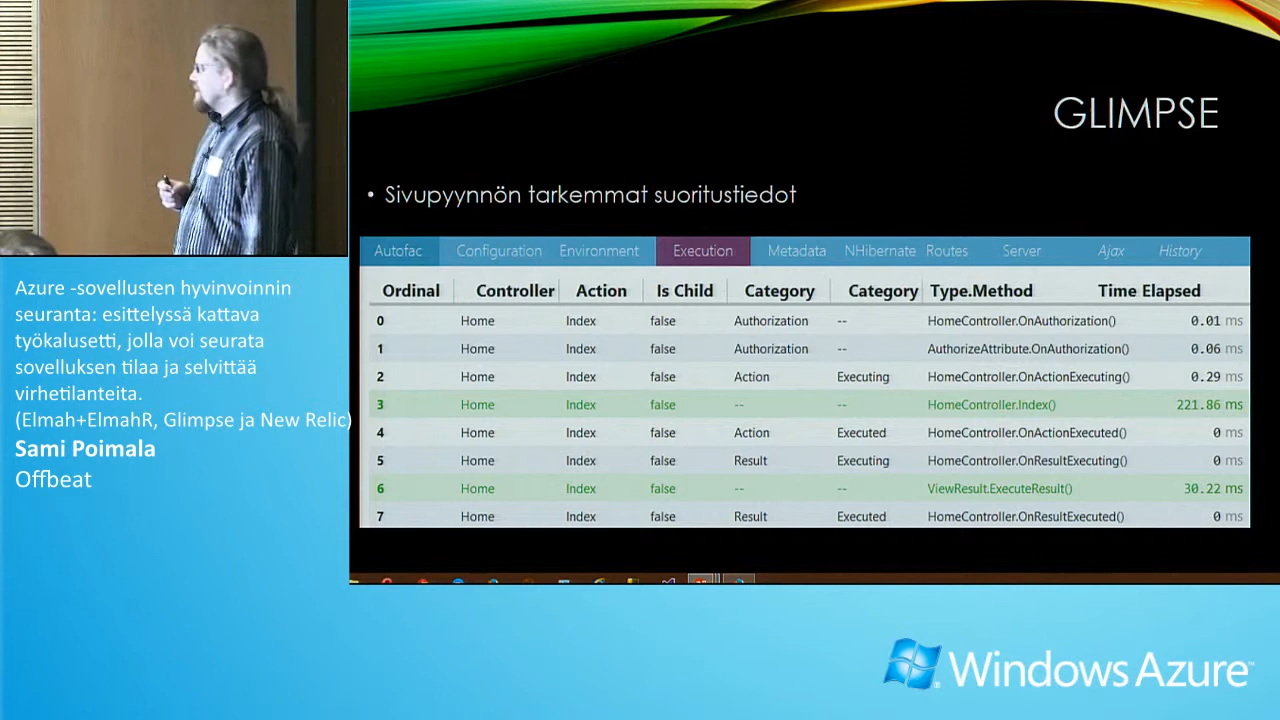 GLIMPSE
• Sivupyynnön tarkemmat suoritustiedot
Autofac Configuration Environment Execution Metadata NHibernate Routes Server Ajax History
Ordinal Controller Action Is Child Category Category Type.Method Time Elapsed
0 Home Index false Authorization -- HomeController.OnAuthorization() 0.01 ms
1 Home Index false Authorization -- AuthorizeAttribute.OnAuthorization() 0.06 ms
2 Home Index false Action Executing HomeController.OnActionExecuting() 0.29 ms
3 Home Index false -- -- HomeController.Index() 221.86 ms
4 Home Index false Action Executed HomeController.OnActionExecuted() 0 ms
5 Home Index false Result Executing HomeController.OnResultExecuting() 0 ms
6 Home Index false -- -- ViewResult.ExecuteResult() 30.22 ms
7 Home Index false Result Executed HomeController.OnResultExecuted() 0 ms
Azure -sovellusten hyvinvoinnin
seuranta: esittelyssä kattava
työkalusetti, jolla voi seurata
sovelluksen tilaa ja selvittää
virhetilanteita.
(Elmah+ElmahR, Glimpse ja New Relic)
Sami Poimala
Offbeat
Windows Azure™